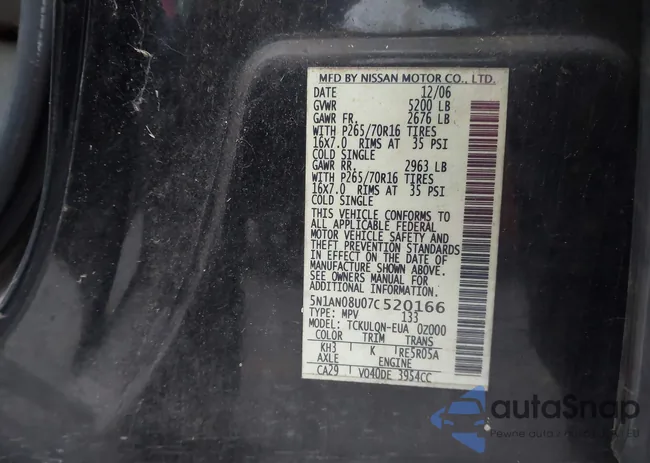 MFD BY NISSAN MOTOR CO., LTD.
DATE 12/06
GVWR 5200 LB
GAWR FR. 2676 LB
WITH P265/70R16 TIRES
16X7.0 RIMS AT 35 PSI
COLD SINGLE
GAWR RR. 2963 LB
WITH P265/70R16 TIRES
16X7.0 RIMS AT 35 PSI
COLD SINGLE
THIS VEHICLE CONFORMS TO
ALL APPLICABLE FEDERAL
MOTOR VEHICLE SAFETY AND
THEFT PREVENTION STANDARDS
IN EFFECT ON THE DATE OF
MANUFACTURE SHOWN ABOVE.
SEE OWNERS MANUAL FOR
ADDITIONAL INFORMATION.
5N1AN08U07C520166
TYPE: MPV 133
MODEL: TCKULQN-EUA 02000
COLOR TRIM TRANS
KH3 K RE5R05A
AXLE ENGINE
CA29 VQ40DE 3954CC
autaSnap
Pewne auta z